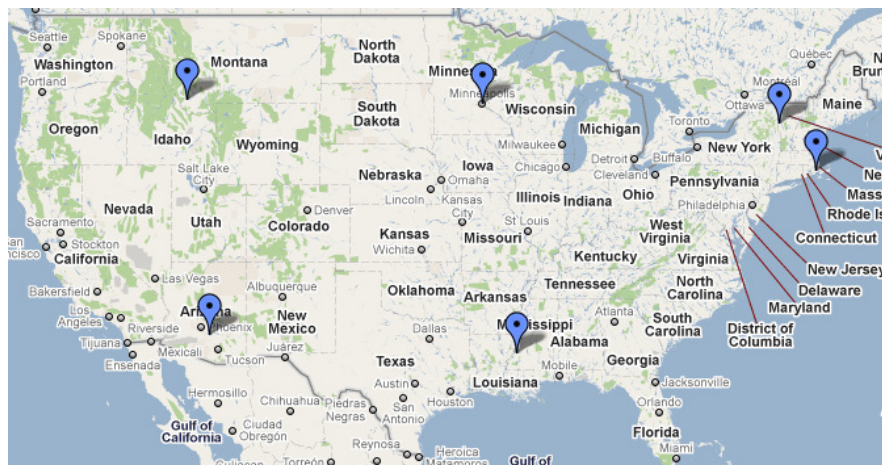 Québec
Seattle
Spokane
Washington
Montana
North
Dakota
Minnesota
Minneapolis
Montréal
Ottawa
Maine
Brun
Portland
Oregon
Idaho
South
Dakota
Wisconsin
Michigan
Toronto
Wyoming
Milwaukee
Detroit
Buffalo
New York
V
Ne
Mass
Rhode Is
Connecticut
New Jersey
Delaware
Maryland
District of
Columbia
Salt Lake
City
Nebraska
Iowa
Omaha
Chicago
Cleveland
Pennsylvania
Philadelphia
Nevada
Utah
Lincoln
Kansas
City
Illinois
Indiana
Ohio
Sacramento
Stockton
San
ncisco
California
Colorado
Denver
Kansas
Wichita
Missouri
St Louis
West
Virginia
Virginia
Kentucky
Las Vegas
Bakersfield
Los
Angeles
Riverside
Albuquerque
Oklahoma
Arkansas
Tennessee
North
Carolina
Arizona
Phoenix
New
Mexico
Dallas
Mississippi
Alabama
Atlanta
South
Carolina
Georgia
Tijuana
Mexicali
Ensenada
Tucson
Juárez
Texas
Austin
San
Antonio
Houston
Louisiana
Mobile
Jacksonville
Orlando
Florida
Miami
Hermosillo
Chihuahua
Piedras
Negras
Gulf of
California
Ciudad
Obregón
Reynosa
Heroica
Matamoros
Gulf of
Culiacán
Torreón